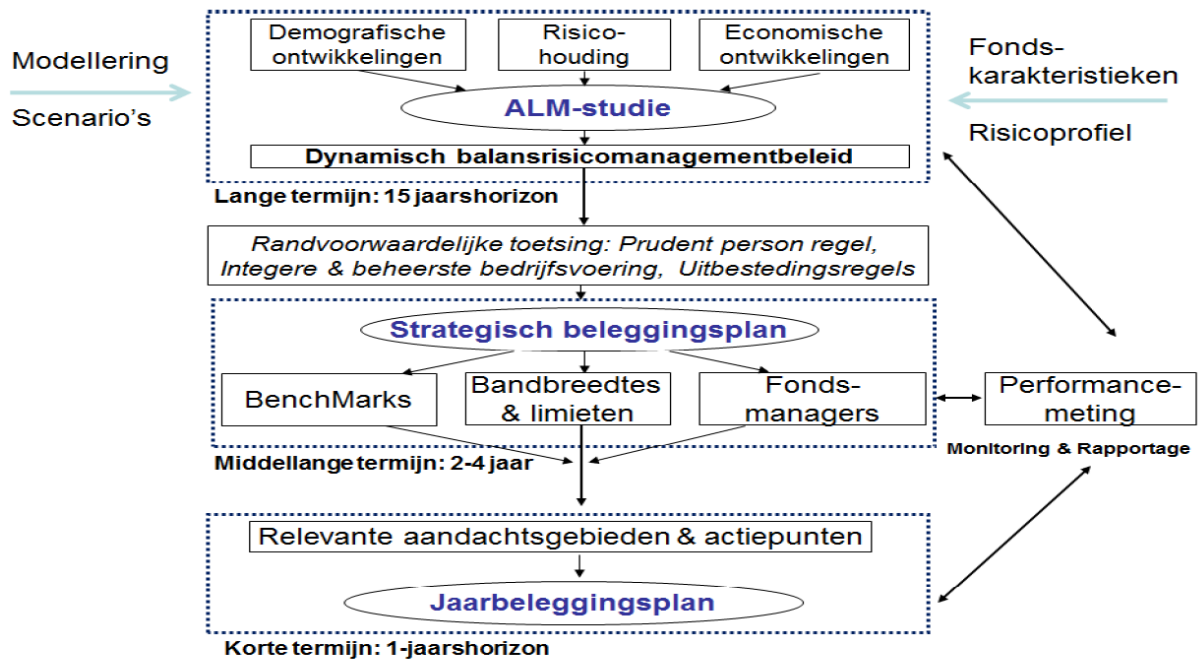 Modellering
Scenario's
Demografische
ontwikkelingen
Risico-
houding
Economische
ontwikkelingen
ALM-studie
Dynamisch balansrisicomanagementbeleid
Lange termijn: 15 jaarshorizon
Fonds-
karakteristieken
Risicoprofiel
Randvoorwaardelijke toetsing: Prudent person regel,
Integere & beheerste bedrijfsvoering, Uitbestedingsregels
Strategisch beleggingsplan
BenchMarks
Bandbreedtes
& limieten
Fonds-
managers
Middellange termijn: 2-4 jaar
Performance-
meting
Monitoring & Rapportage
Relevante aandachtsgebieden & actiepunten
Jaarbeleggingsplan
Korte termijn: 1-jaarshorizon